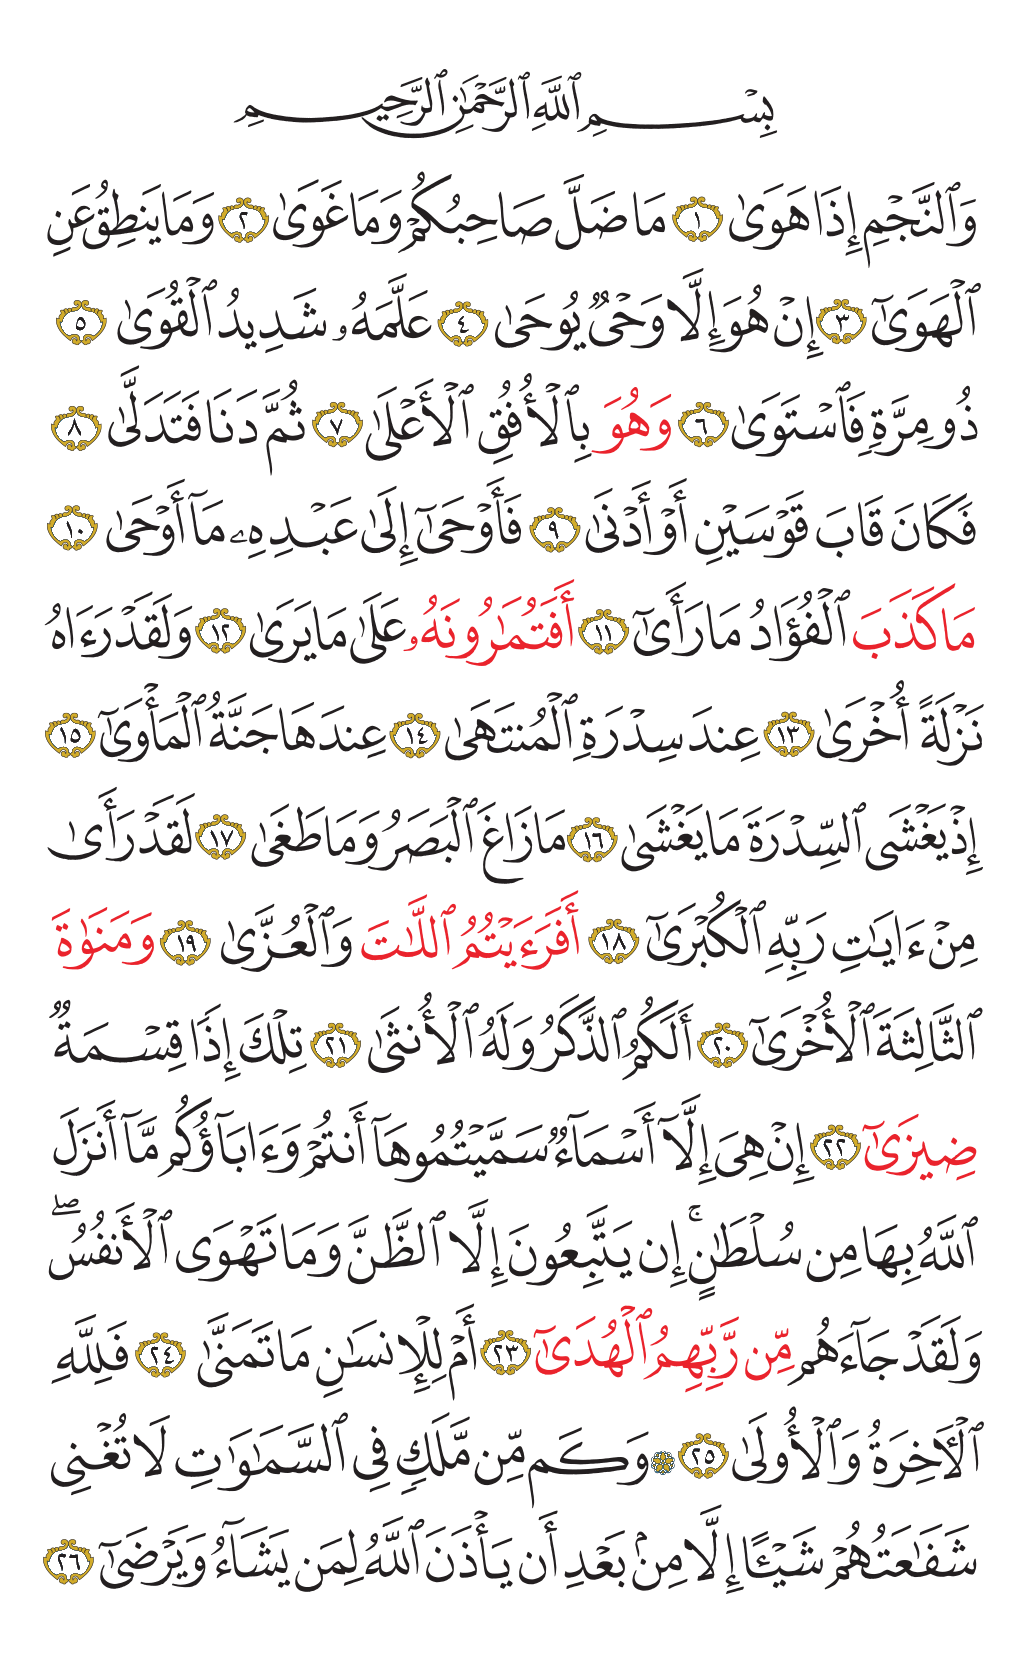 بِسْمِ ٱللَّهِ ٱلرَّحْمَٰنِ ٱلرَّحِيمِ
وَٱلنَّجْمِ إِذَا هَوَىٰ ١ مَا ضَلَّ صَاحِبُكُمْ وَمَا غَوَىٰ ٢ وَمَا يَنطِقُ عَنِ
ٱلْهَوَىٰٓ ٣ إِنْ هُوَ إِلَّا وَحْىٌ يُوحَىٰ ٤ عَلَّمَهُۥ شَدِيدُ ٱلْقُوَىٰ ٥
ذُو مِرَّةٍ فَٱسْتَوَىٰ ٦ وَهُوَ بِٱلْأُفُقِ ٱلْأَعْلَىٰ ٧ ثُمَّ دَنَا فَتَدَلَّىٰ ٨
فَكَانَ قَابَ قَوْسَيْنِ أَوْ أَدْنَىٰ ٩ فَأَوْحَىٰٓ إِلَىٰ عَبْدِهِۦ مَآ أَوْحَىٰ ١٠
مَا كَذَبَ ٱلْفُؤَادُ مَا رَأَىٰٓ ١١ أَفَتُمَٰرُونَهُۥ عَلَىٰ مَا يَرَىٰ ١٢ وَلَقَدْ رَءَاهُ
نَزْلَةً أُخْرَىٰ ١٣ عِندَ سِدْرَةِ ٱلْمُنتَهَىٰ ١٤ عِندَهَا جَنَّةُ ٱلْمَأْوَىٰٓ ١٥
إِذْ يَغْشَى ٱلسِّدْرَةَ مَا يَغْشَىٰ ١٦ مَا زَاغَ ٱلْبَصَرُ وَمَا طَغَىٰ ١٧ لَقَدْ رَأَىٰ
مِنْ ءَايَٰتِ رَبِّهِ ٱلْكُبْرَىٰٓ ١٨ أَفَرَءَيْتُمُ ٱللَّٰتَ وَٱلْعُزَّىٰ ١٩ وَمَنَوٰةَ
ٱلثَّالِثَةَ ٱلْأُخْرَىٰٓ ٢٠ أَلَكُمُ ٱلذَّكَرُ وَلَهُ ٱلْأُنثَىٰ ٢١ تِلْكَ إِذًا قِسْمَةٌ
ضِيزَىٰٓ ٢٢ إِنْ هِىَ إِلَّآ أَسْمَآءٌ سَمَّيْتُمُوهَآ أَنتُمْ وَءَابَآؤُكُم مَّآ أَنزَلَ
ٱللَّهُ بِهَا مِن سُلْطَٰنٍ ۚ إِن يَتَّبِعُونَ إِلَّا ٱلظَّنَّ وَمَا تَهْوَى ٱلْأَنفُسُ ۖ
وَلَقَدْ جَآءَهُم مِّن رَّبِّهِمُ ٱلْهُدَىٰٓ ٢٣ أَمْ لِلْإِنسَٰنِ مَا تَمَنَّىٰ ٢٤ فَلِلَّهِ
ٱلْءَاخِرَةُ وَٱلْأُولَىٰ ٢٥ ۞ وَكَم مِّن مَّلَكٍ فِى ٱلسَّمَٰوَٰتِ لَا تُغْنِى
شَفَٰعَتُهُمْ شَيْـًٔا إِلَّا مِنۢ بَعْدِ أَن يَأْذَنَ ٱللَّهُ لِمَن يَشَآءُ وَيَرْضَىٰٓ ٢٦